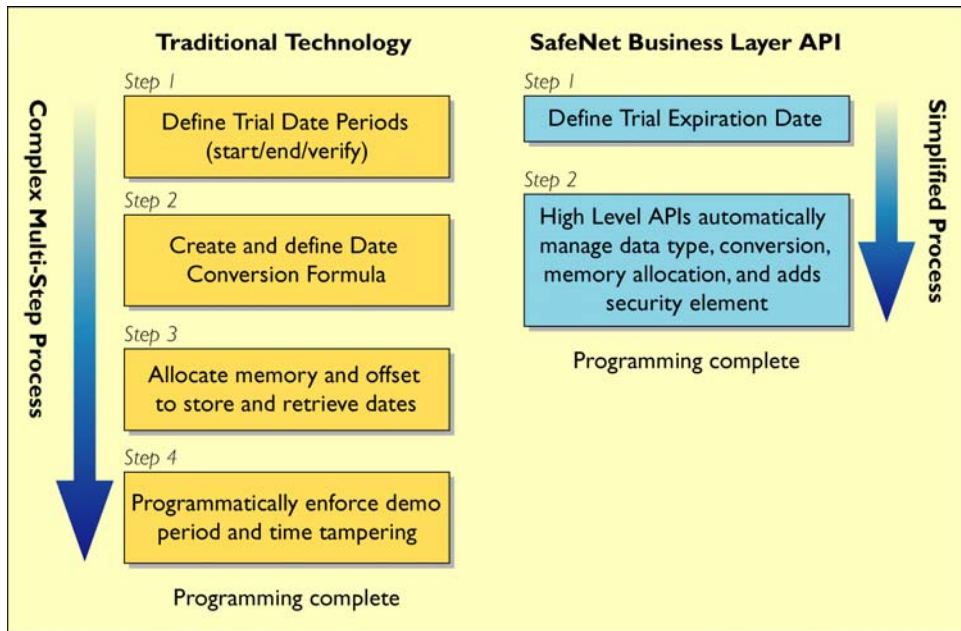 Traditional Technology
Complex Multi-Step Process
Step 1
Define Trial Date Periods
(start/end/verify)
Step 2
Create and define Date
Conversion Formula
Step 3
Allocate memory and offset
to store and retrieve dates
Step 4
Programmatically enforce demo
period and time tampering
Programming complete
SafeNet Business Layer API
Step 1
Define Trial Expiration Date
Step 2
High Level APIs automatically
manage data type, conversion,
memory allocation, and adds
security element
Programming complete
Simplified Process